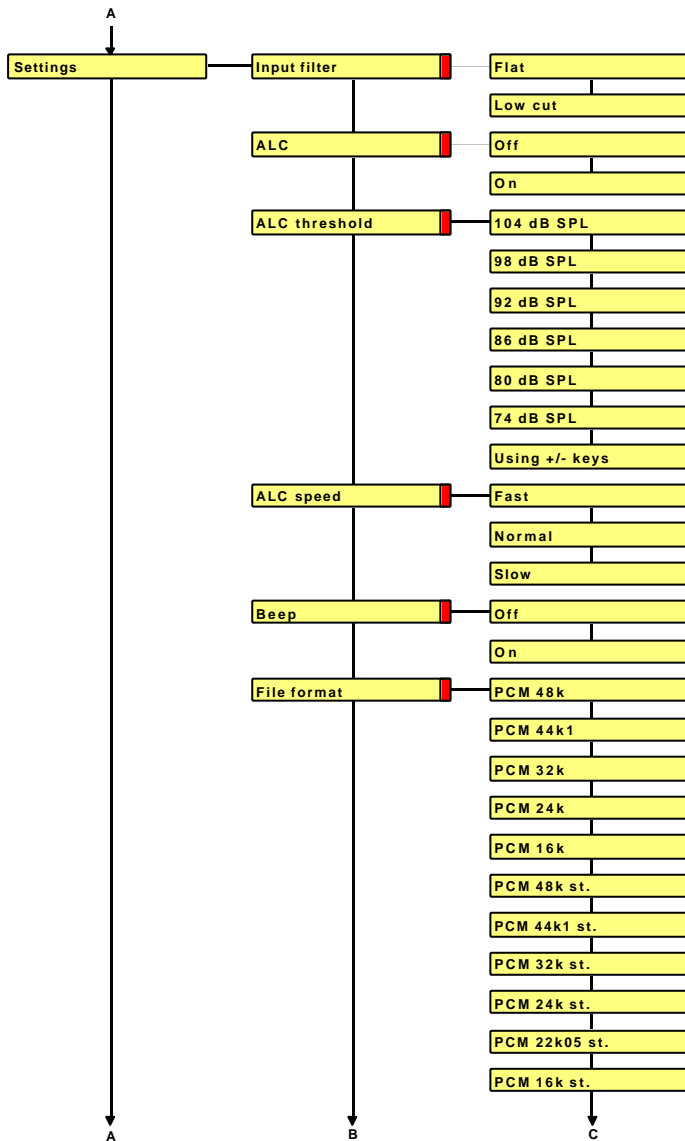 A
Settings
Input filter
Flat
Low cut
ALC
Off
On
ALC threshold
104 dB SPL
98 dB SPL
92 dB SPL
86 dB SPL
80 dB SPL
74 dB SPL
Using +/- keys
ALC speed
Fast
Normal
Slow
Beep
Off
On
File format
PCM 48k
PCM 44k1
PCM 32k
PCM 24k
PCM 16k
PCM 48k st.
PCM 44k1 st.
PCM 32k st.
PCM 24k st.
PCM 22k05 st.
PCM 16k st.
A
B
C